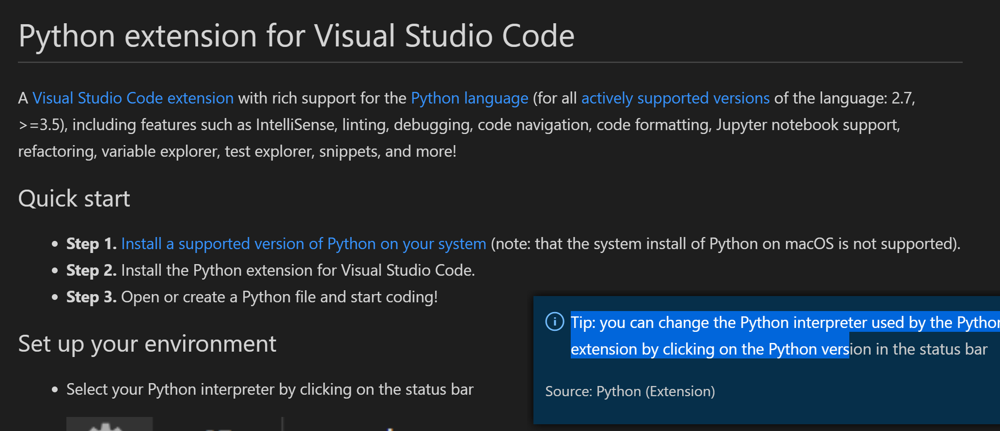 Python extension for Visual Studio Code
A Visual Studio Code extension with rich support for the Python language (for all actively supported versions of the language: 2.7,
>=3.5), including features such as IntelliSense, linting, debugging, code navigation, code formatting, Jupyter notebook support,
refactoring, variable explorer, test explorer, snippets, and more!
Quick start
• Step 1. Install a supported version of Python on your system (note: that the system install of Python on macOS is not supported).
• Step 2. Install the Python extension for Visual Studio Code.
• Step 3. Open or create a Python file and start coding!
Set up your environment
• Select your Python interpreter by clicking on the status bar
Tip: you can change the Python interpreter used by the Python
extension by clicking on the Python version in the status bar
Source: Python (Extension)